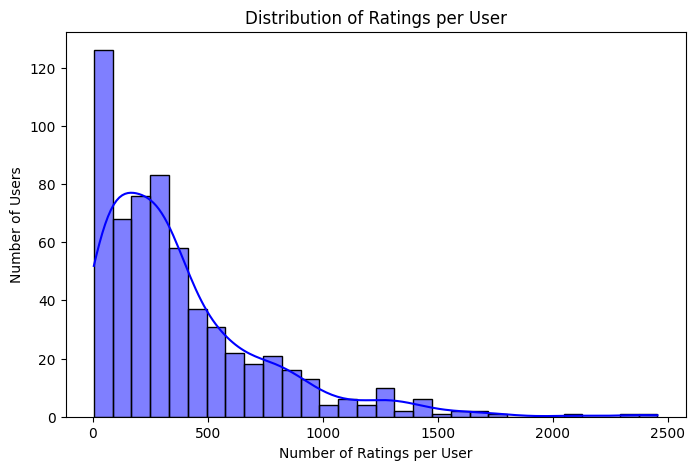 Distribution of Ratings per User
Number of Users
120
100
80
60
40
20
0
0 500 1000 1500 2000 2500
Number of Ratings per User